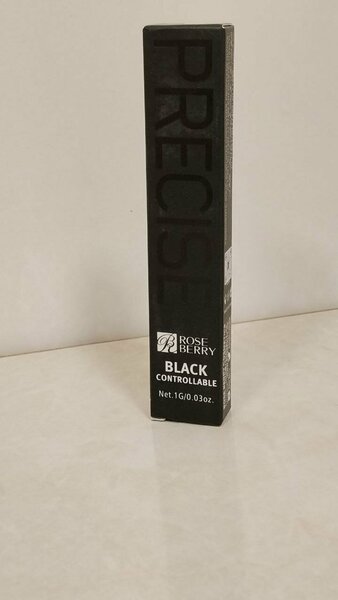 PRECISE
ROSE
BERRY
BLACK
CONTROLLABLE
Net.1G/0.03oz.